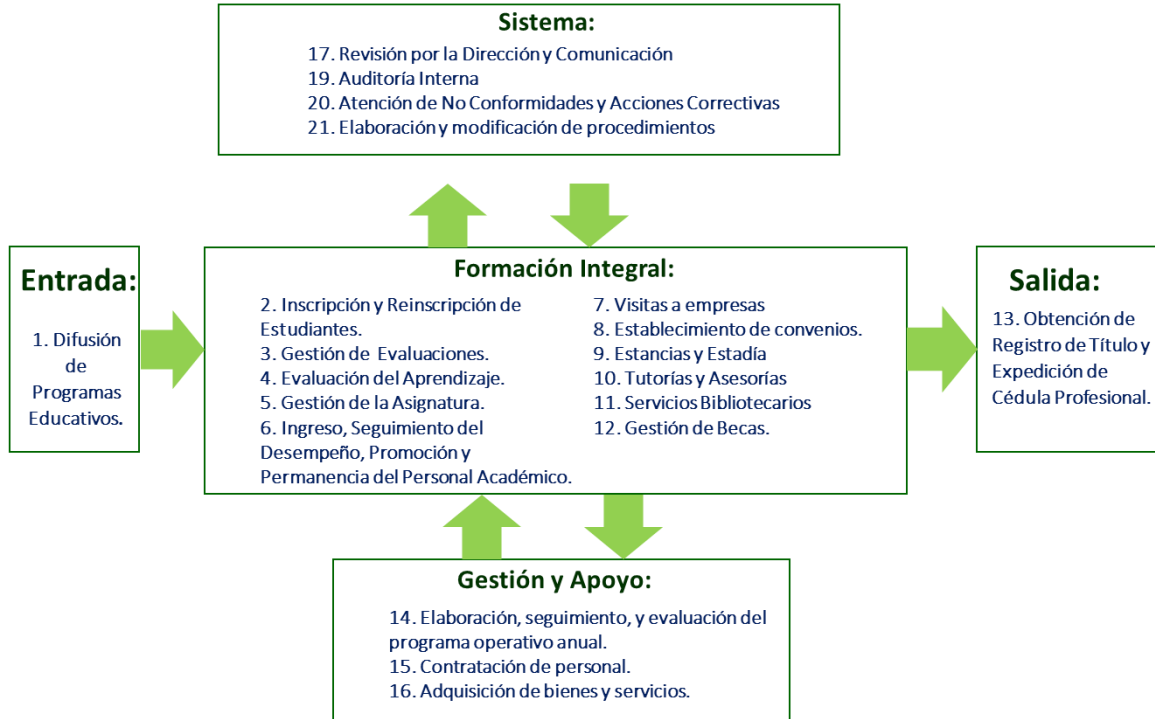 Sistema:
17. Revisión por la Dirección y Comunicación
19. Auditoría Interna
20. Atención de No Conformidades y Acciones Correctivas
21. Elaboración y modificación de procedimientos
Entrada:
1. Difusión
de
Programas
Educativos.
Formación Integral:
2. Inscripción y Reinscripción de
Estudiantes.
3. Gestión de Evaluaciones.
4. Evaluación del Aprendizaje.
5. Gestión de la Asignatura.
6. Ingreso, Seguimiento del
Desempeño, Promoción y
Permanencia del Personal Académico.
7. Visitas a empresas
8. Establecimiento de convenios.
9. Estancias y Estadía
10. Tutorías y Asesorías
11. Servicios Bibliotecarios
12. Gestión de Becas.
Salida:
13. Obtención de
Registro de Título y
Expedición de
Cédula Profesional.
Gestión y Apoyo:
14. Elaboración, seguimiento, y evaluación del
programa operativo anual.
15. Contratación de personal.
16. Adquisición de bienes y servicios.